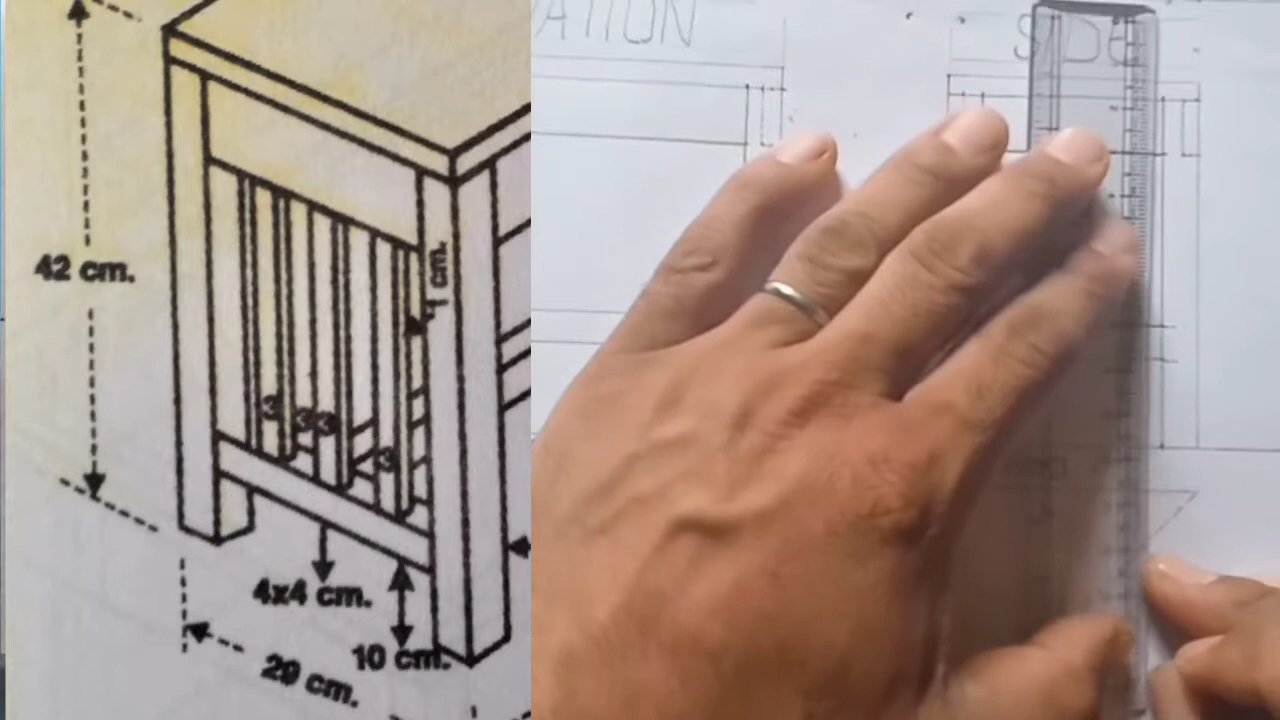 42 cm.
1 cm.
3
3
3
3
4x4 cm.
10 cm.
29 cm.
ATION
SIDE